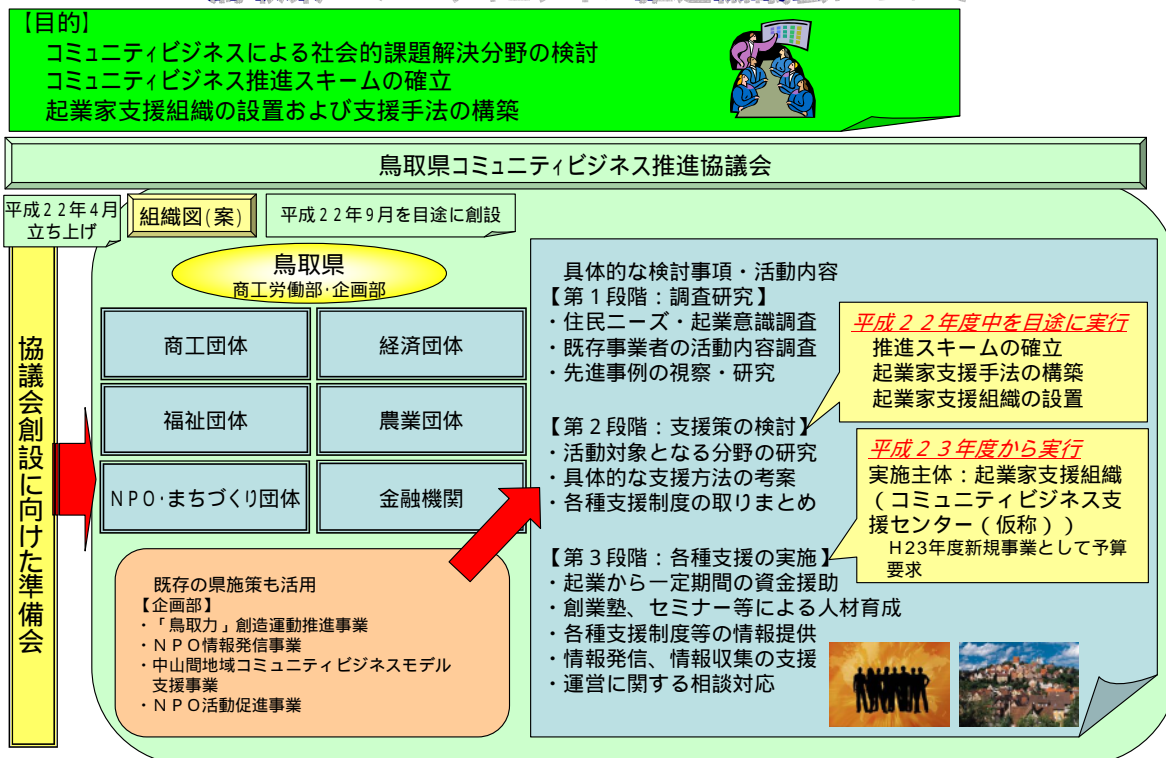 【目的】
コミュニティビジネスによる社会的課題解決分野の検討
コミュニティビジネス推進スキームの確立
起業家支援組織の設置および支援手法の構築
鳥取県コミュニティビジネス推進協議会
平成22年4月
立ち上げ
組織図(案)
平成22年9月を目途に創設
協議会創設に向けた準備会
鳥取県
商工労働部・企画部
商工団体
経済団体
福祉団体
農業団体
NPO・まちづくり団体
金融機関
既存の県施策も活用
【企画部】
・「鳥取力」創造運動推進事業
・NPO情報発信事業
・中山間地域コミュニティビジネスモデル
支援事業
・NPO活動促進事業
具体的な検討事項・活動内容
【第1段階：調査研究】
・住民ニーズ・起業意識調査
・既存事業者の活動内容調査
・先進事例の視察・研究
【第2段階：支援策の検討】
・活動対象となる分野の研究
・具体的な支援方法の考案
・各種支援制度の取りまとめ
【第3段階：各種支援の実施】
・起業から一定期間の資金援助
・創業塾、セミナー等による人材育成
・各種支援制度等の情報提供
・情報発信、情報収集の支援
・運営に関する相談対応
平成22年度中を目途に実行
推進スキームの確立
起業家支援手法の構築
起業家支援組織の設置
平成23年度から実行
実施主体：起業家支援組織
(コミュニティビジネス支
援センター(仮称))
H23年度新規事業として予算
要求